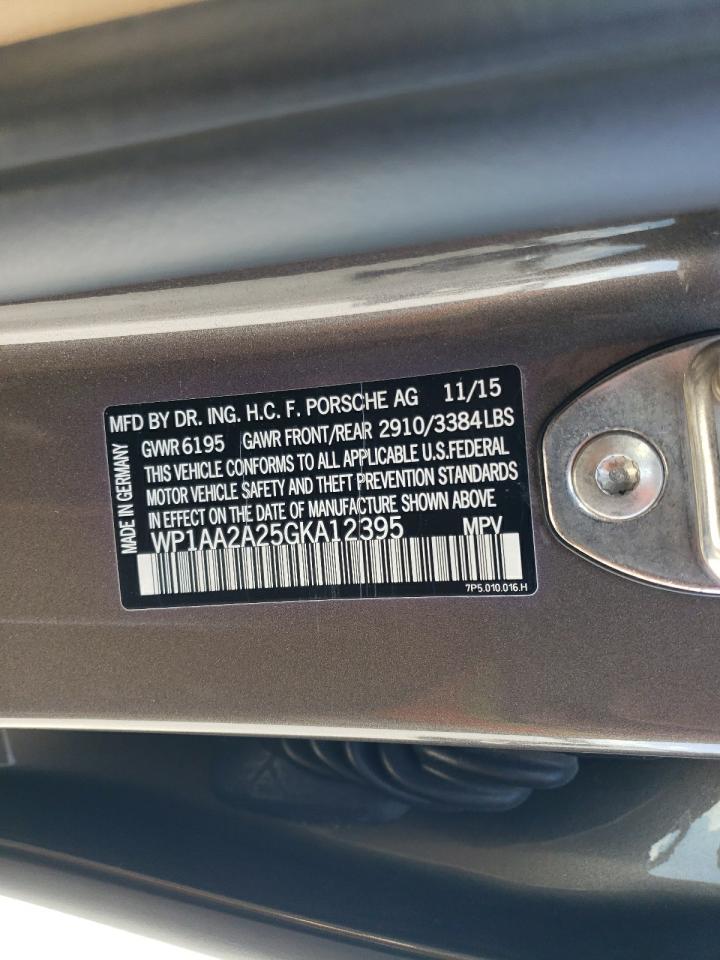 MFD BY DR. ING. H.C. F. PORSCHE AG 11/15
GVWR 6195 GAWR FRONT/REAR 2910/3384 LBS
THIS VEHICLE CONFORMS TO ALL APPLICABLE U.S. FEDERAL
MOTOR VEHICLE SAFETY AND THEFT PREVENTION STANDARDS
IN EFFECT ON THE DATE OF MANUFACTURE SHOWN ABOVE
WP1AA2A25GKA12395 MPV
7P5.010.016.H
MADE IN GERMANY